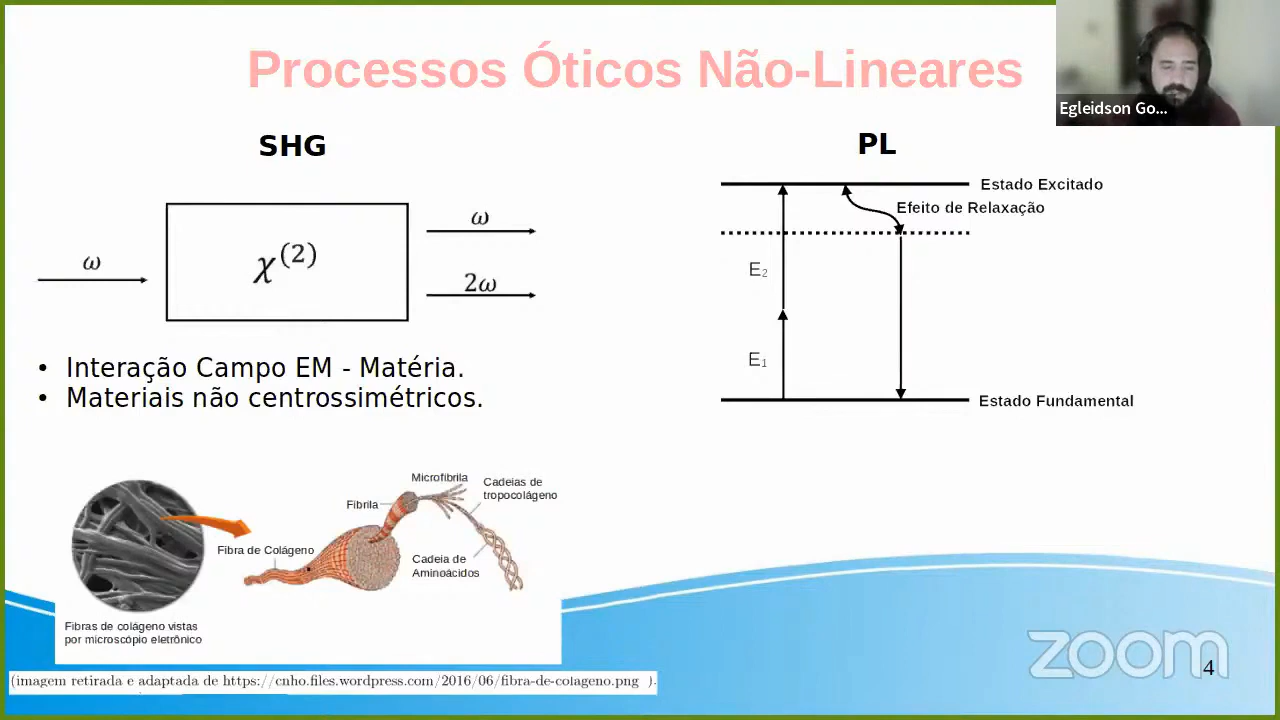 Processos Óticos Não-Lineares
Egleidson Go...
SHG
ω
χ(2)
ω
2ω
• Interação Campo EM - Matéria.
• Materiais não centrossimétricos.
PL
Estado Excitado
Efeito de Relaxação
E2
E1
Estado Fundamental
Microfibrila
Cadeias de
tropocolágeno
Fibrila
Fibra de Colágeno
Cadeia de
Aminoácidos
Fibras de colágeno vistas
por microscópio eletrônico
(imagem retirada e adaptada de https://cnho.files.wordpress.com/2016/06/fibra-de-colageno.png ).
zoom
4